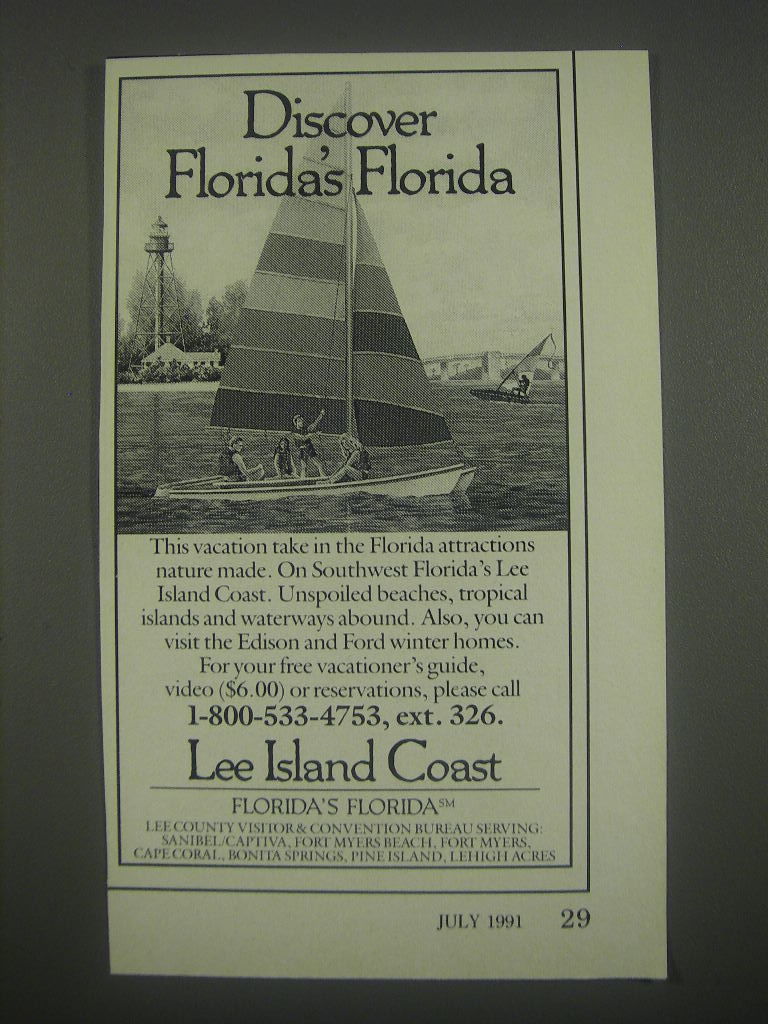 Discover
Florida's Florida
This vacation take in the Florida attractions
nature made. On Southwest Florida's Lee
Island Coast. Unspoiled beaches, tropical
islands and waterways abound. Also, you can
visit the Edison and Ford winter homes.
For your free vacationer's guide,
video ($6.00) or reservations, please call
1-800-533-4753, ext. 326.
Lee Island Coast
FLORIDA'S FLORIDA℠
LEE COUNTY VISITOR & CONVENTION BUREAU SERVING:
SANIBEL/CAPTIVA, FORT MYERS BEACH, FORT MYERS,
CAPE CORAL, BONITA SPRINGS, PINE ISLAND, LEHIGH ACRES
JULY 1991 29